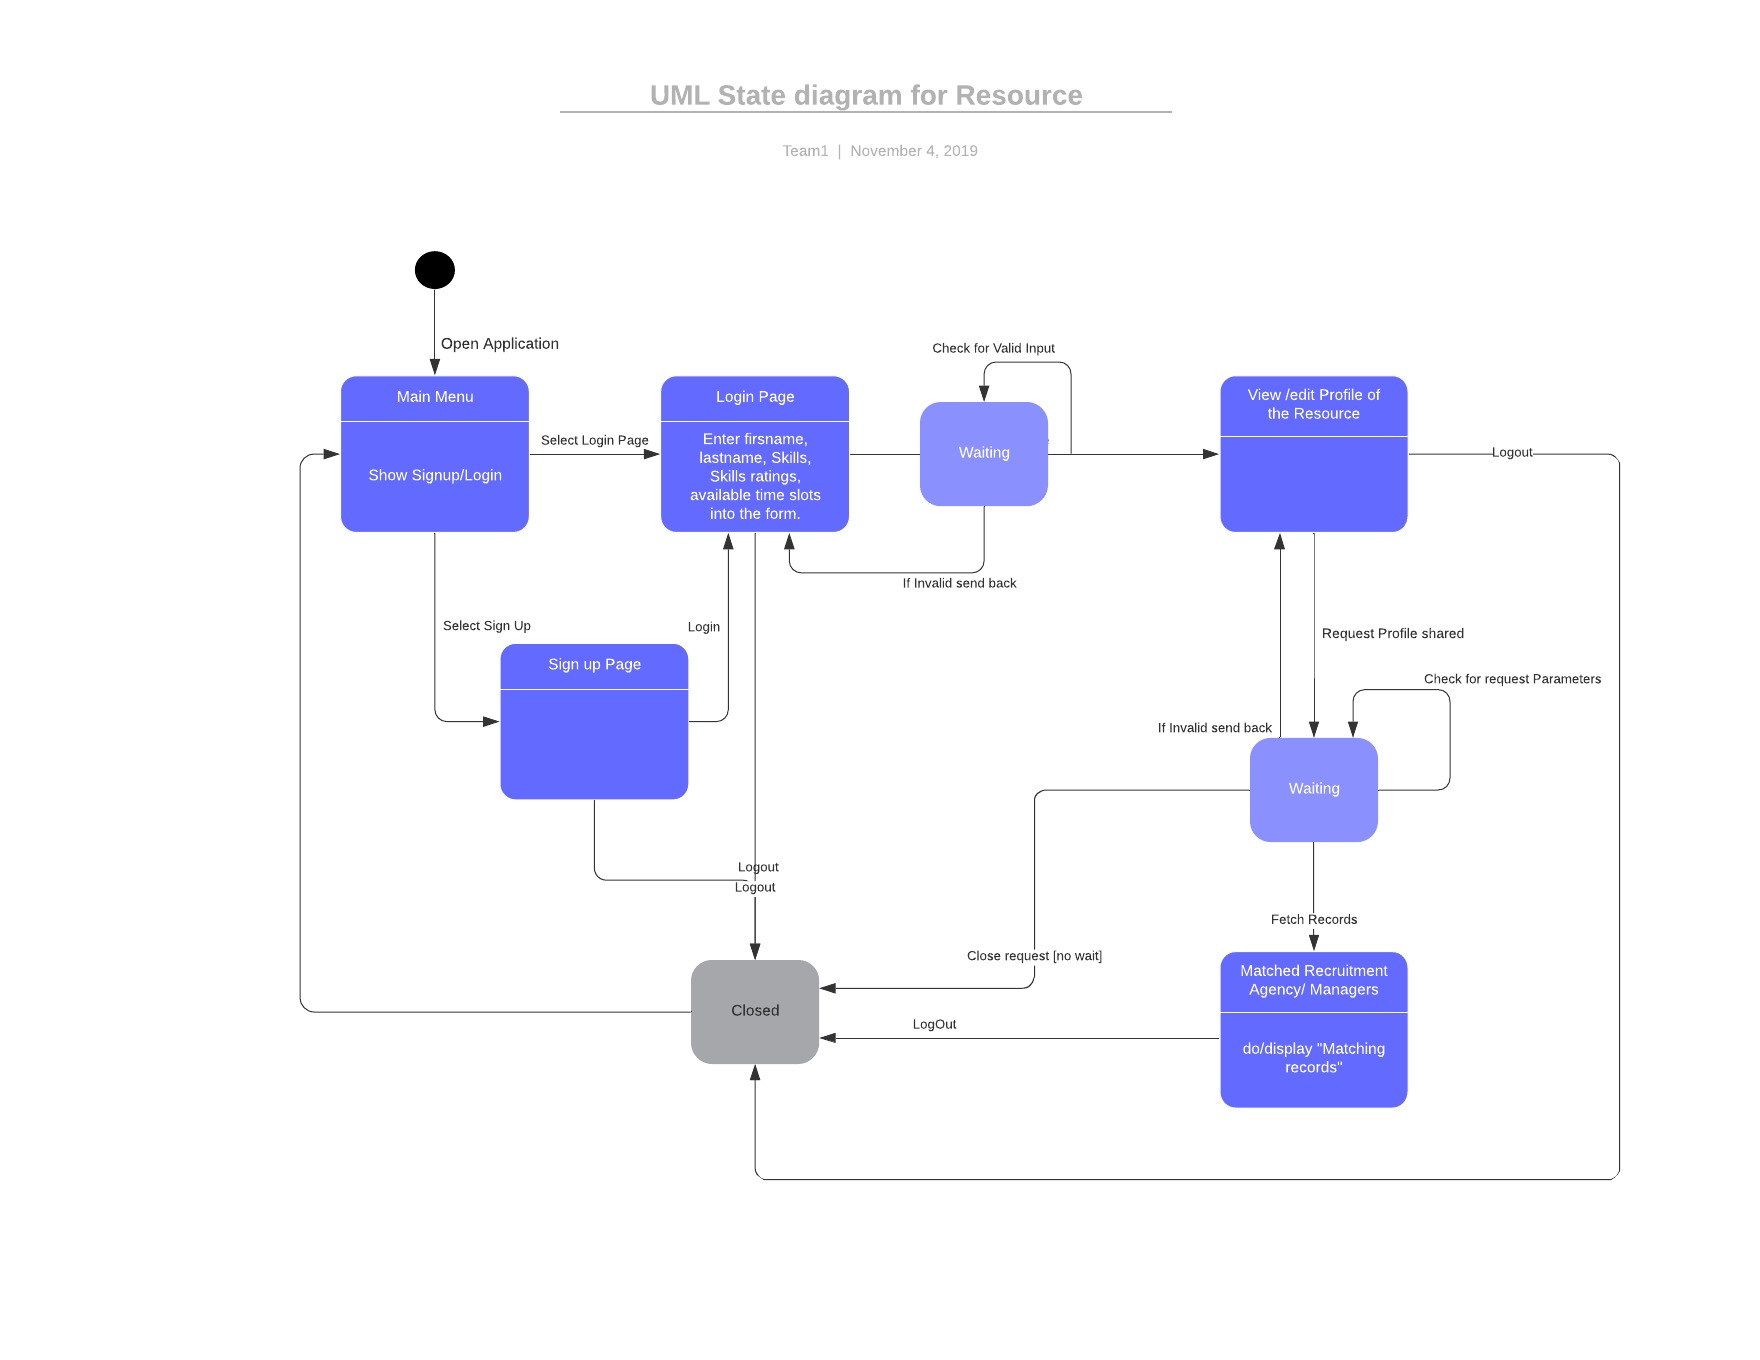 UML State diagram for Resource
Team1 | November 4, 2019
Open Application
Check for Valid Input
Main Menu
Show Signup/Login
Select Login Page
Login Page
Enter firsname,
lastname, Skills,
Skills ratings,
available time slots
into the form.
Waiting
View /edit Profile of
the Resource
Logout
If Invalid send back
Select Sign Up
Login
Sign up Page
Request Profile shared
Check for request Parameters
If Invalid send back
Waiting
Logout
Logout
Fetch Records
Close request [no wait]
Closed
LogOut
Matched Recruitment
Agency/ Managers
do/display "Matching
records"